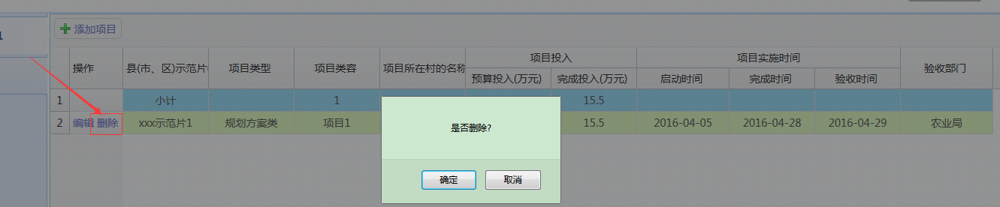 添加项目
操作 县(市、区)示范片 项目类型 项目类容 项目所在村的名称 项目投入 项目实施时间 验收部门
预算投入(万元) 完成投入(万元) 启动时间 完成时间 验收时间
1 小计 1 15.5
2 编辑 删除 xxx示范片1 规划方案类 项目1 15.5 2016-04-05 2016-04-28 2016-04-29 农业局
是否删除?
确定 取消